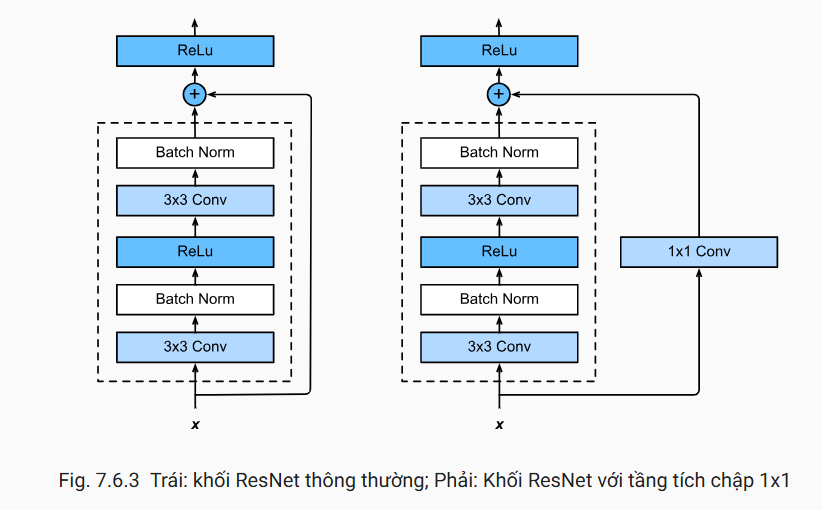 ReLu
+
Batch Norm
3x3 Conv
ReLu
Batch Norm
3x3 Conv
x
ReLu
+
Batch Norm
3x3 Conv
ReLu
Batch Norm
3x3 Conv
x
1x1 Conv
Fig. 7.6.3 Trái: khối ResNet thông thường; Phải: Khối ResNet với tầng tích chập 1x1